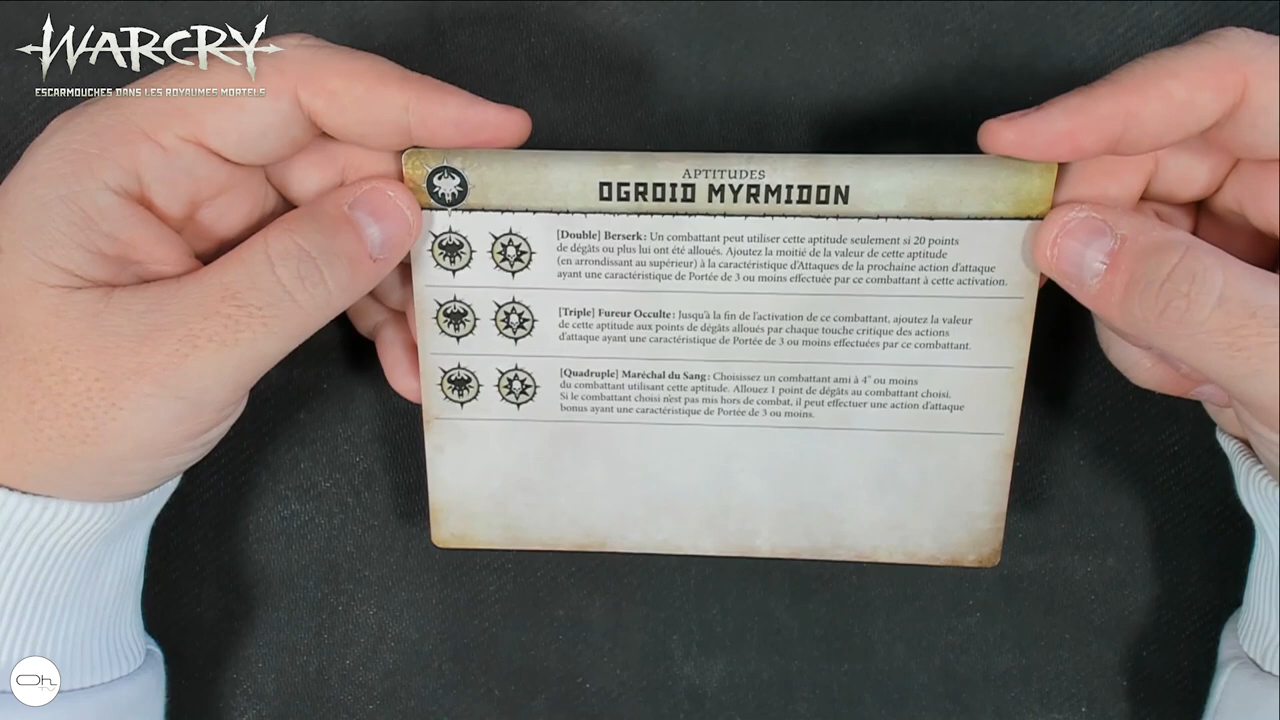 WARCRY
ESCARMOUCHES DANS LES ROYAUMES MORTELS
APTITUDES
OGROID MYRMIDON
[Double] Berserk : Un combattant peut utiliser cette aptitude seulement si 20 points
de dégâts ou plus lui ont été alloués. Ajoutez la moitié de la valeur de cette aptitude
(en arrondissant au supérieur) à la caractéristique d'Attaques de la prochaine action d'attaque
ayant une caractéristique de Portée de 3 ou moins effectuée par ce combattant à cette activation.
[Triple] Fureur Occulte : Jusqu'à la fin de l'activation de ce combattant, ajoutez la valeur
de cette aptitude aux points de dégâts alloués par chaque touche critique des actions
d'attaque ayant une caractéristique de Portée de 3 ou moins effectuées par ce combattant.
[Quadruple] Maréchal du Sang : Choisissez un combattant ami à 4" ou moins
du combattant utilisant cette aptitude. Allouez 1 point de dégâts au combattant choisi.
Si le combattant choisi n'est pas mis hors de combat, il peut effectuer une action d'attaque
bonus ayant une caractéristique de Portée de 3 ou moins.
Oh
TV